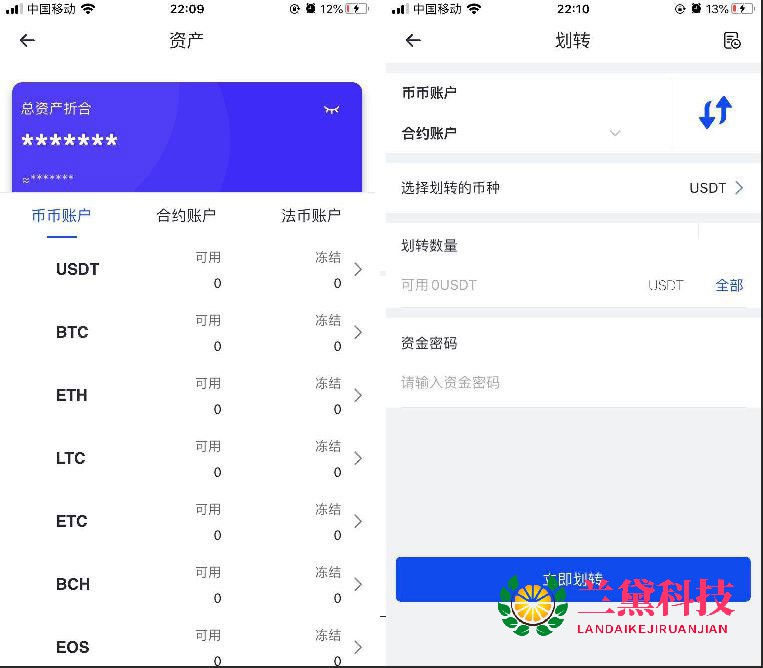 中国移动 22:09 12%
资产
总资产折合
*******
≈*******
币币账户 合约账户 法币账户
可用 冻结
USDT
0 0
可用 冻结
BTC
0 0
可用 冻结
ETH
0 0
可用 冻结
LTC
0 0
可用 冻结
ETC
0 0
可用 冻结
BCH
0 0
可用 冻结
EOS
0 0
中国移动 22:10 13%
划转
币币账户
合约账户
选择划转的币种 USDT
划转数量
可用 0USDT USDT 全部
资金密码
请输入资金密码
立即划转
兰黛科技
LANDAIKEJIRUANJIAN